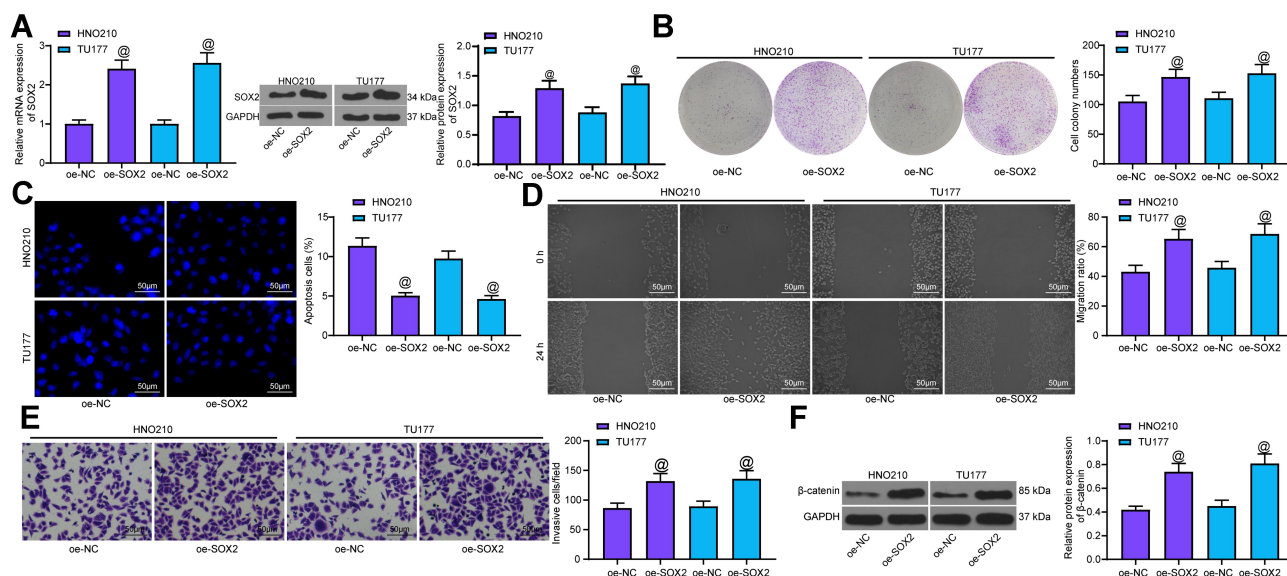 A
HNO210
TU177
Relative mRNA expression
of SOX2
3
2
1
0
@
@
oe-NC
oe-SOX2
oe-NC
oe-SOX2
HNO210
TU177
SOX2
34 kDa
GAPDH
37 kDa
oe-NC
oe-SOX2
oe-NC
oe-SOX2
HNO210
TU177
Relative protein expression
of SOX2
2.0
1.5
1.0
0.5
0.0
@
@
oe-NC
oe-SOX2
oe-NC
oe-SOX2
B
HNO210
TU177
oe-NC
oe-SOX2
oe-NC
oe-SOX2
HNO210
TU177
Cell colony numbers
200
150
100
50
0
@
@
oe-NC
oe-SOX2
oe-NC
oe-SOX2
C
HNO210
TU177
50μm
50μm
50μm
50μm
oe-NC
oe-SOX2
HNO210
TU177
Apoptosis cells (%)
15
10
5
0
@
@
oe-NC
oe-SOX2
oe-NC
oe-SOX2
D
HNO210
TU177
0 h
50μm
50μm
50μm
50μm
24 h
50μm
50μm
50μm
50μm
oe-NC
oe-SOX2
oe-NC
oe-SOX2
HNO210
TU177
Migration ratio (%)
80
60
40
20
0
@
@
oe-NC
oe-SOX2
oe-NC
oe-SOX2
E
HNO210
TU177
50μm
50μm
50μm
50μm
oe-NC
oe-SOX2
oe-NC
oe-SOX2
HNO210
TU177
Invasive cells/field
200
150
100
50
0
@
@
oe-NC
oe-SOX2
oe-NC
oe-SOX2
F
HNO210
TU177
β-catenin
85 kDa
GAPDH
37 kDa
oe-NC
oe-SOX2
oe-NC
oe-SOX2
HNO210
TU177
Relative protein expression
of β-catenin
1.0
0.8
0.6
0.4
0.2
0.0
@
@
oe-NC
oe-SOX2
oe-NC
oe-SOX2